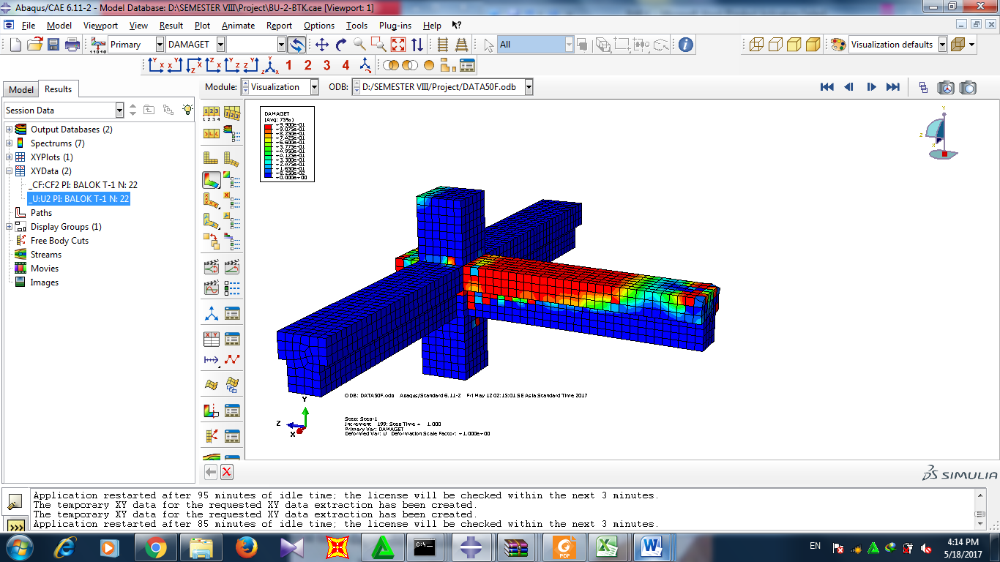 Abaqus/CAE 6.11-2 - Model Database: D:\SEMESTER VIII\Project\BU-2-BTK.cae [Viewport: 1]
File Model Viewport View Result Plot Animate Report Options Tools Plug-ins Help
Primary DAMAGET All Visualization defaults
1 2 3 4
Model Results Module: Visualization ODB: D:/SEMESTER VIII/Project/DATA50F.odb
Session Data
Output Databases (2)
Spectrums (7)
XYPlots (1)
XYData (2)
_CF:CF2 PI: BALOK T-1 N: 22
_U:U2 PI: BALOK T-1 N: 22
Paths
Display Groups (1)
Free Body Cuts
Streams
Movies
Images
DAMAGET
(Avg: 75%)
+9.900e-01
+9.075e-01
+8.250e-01
+7.425e-01
+6.600e-01
+5.775e-01
+4.950e-01
+4.125e-01
+3.300e-01
+2.475e-01
+1.650e-01
+8.250e-02
+0.000e+00
Y
Z
X
Y
Z
X
ODB: DATA50F.odb Abaqus/Standard 6.11-2 Fri May 12 02:15:01 SE Asia Standard Time 2017
Step: Step-1
Increment 199: Step Time = 1.000
Primary Var: DAMAGET
Deformed Var: U Deformation Scale Factor: +1.000e+00
SIMULIA
Application restarted after 95 minutes of idle time; the license will be checked within the next 3 minutes.
The temporary XY data for the requested XY data extraction has been created.
The temporary XY data for the requested XY data extraction has been created.
Application restarted after 85 minutes of idle time; the license will be checked within the next 3 minutes.
EN
4:14 PM
5/18/2017